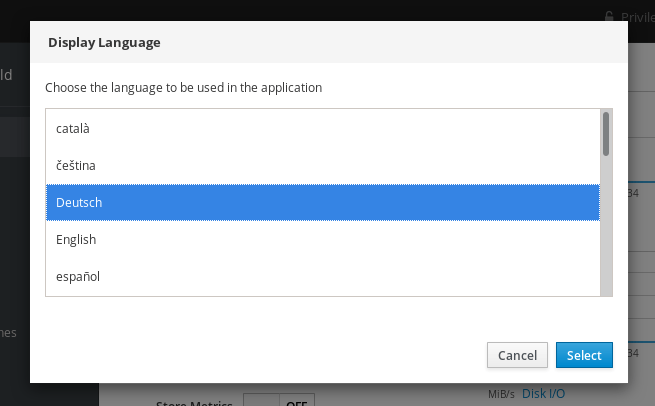 Privile
Display Language
ld
Choose the language to be used in the application
català
čeština
Deutsch
34
English
español
nes
Cancel
Select
34
Store Metrics
OFF
MiB/s
Disk I/O